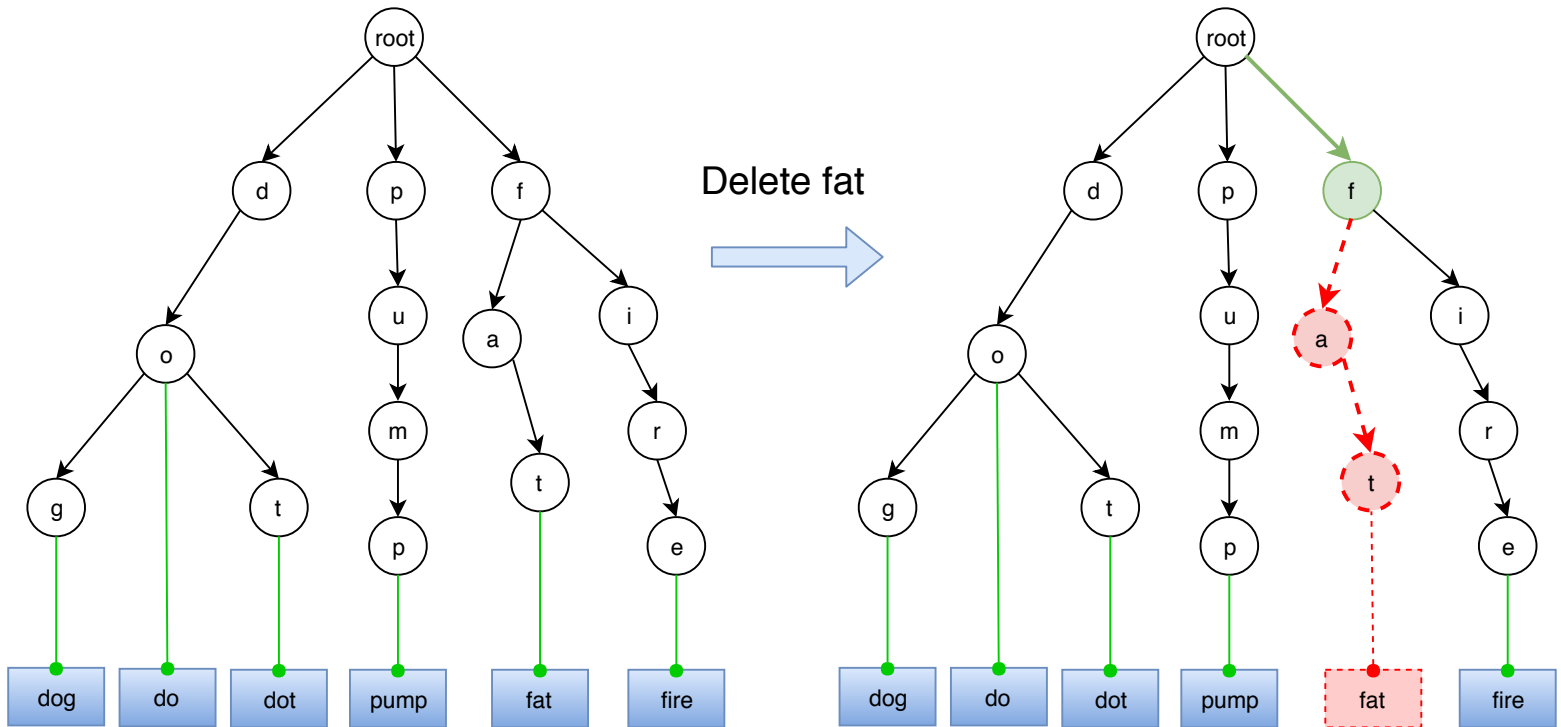 root
root
d
p
f
Delete fat
d
p
f
u
i
u
i
o
a
o
a
m
r
m
r
g
t
t
g
t
t
p
e
p
e
dog
do
dot
pump
fat
fire
dog
do
dot
pump
fat
fire